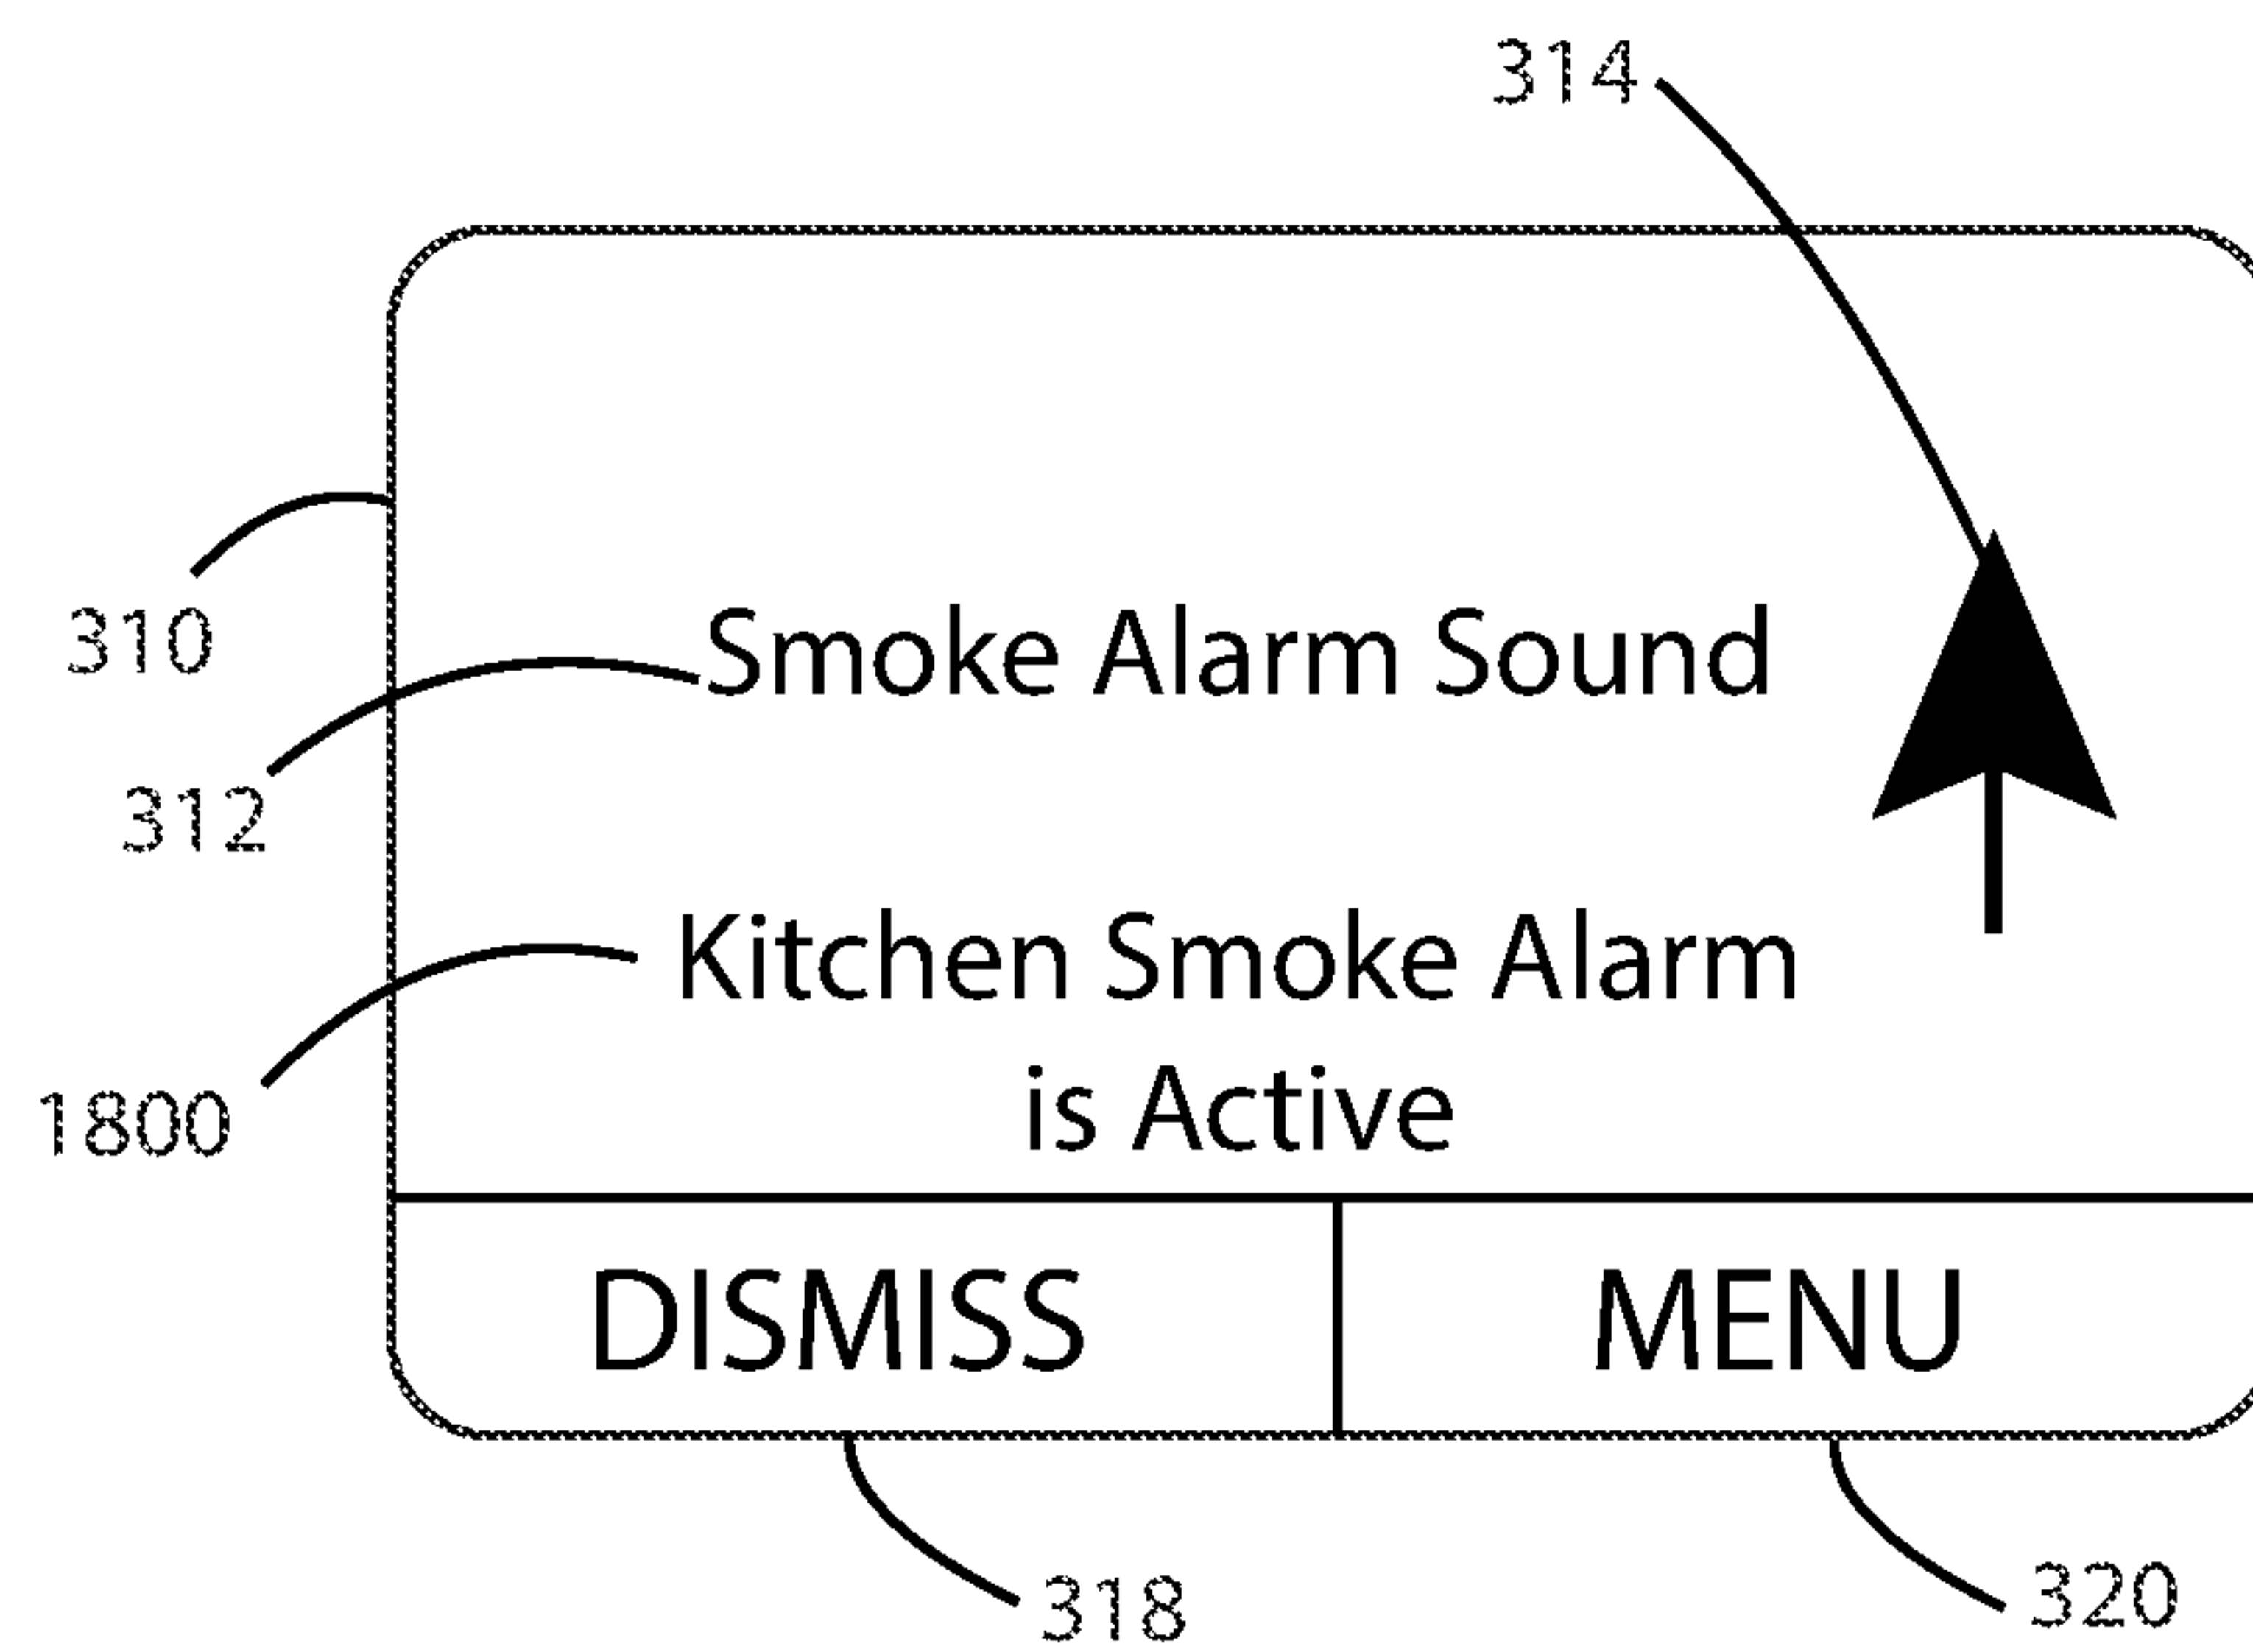 314
310
Smoke Alarm Sound
312
Kitchen Smoke Alarm
is Active
1800
DISMISS
MENU
318
320